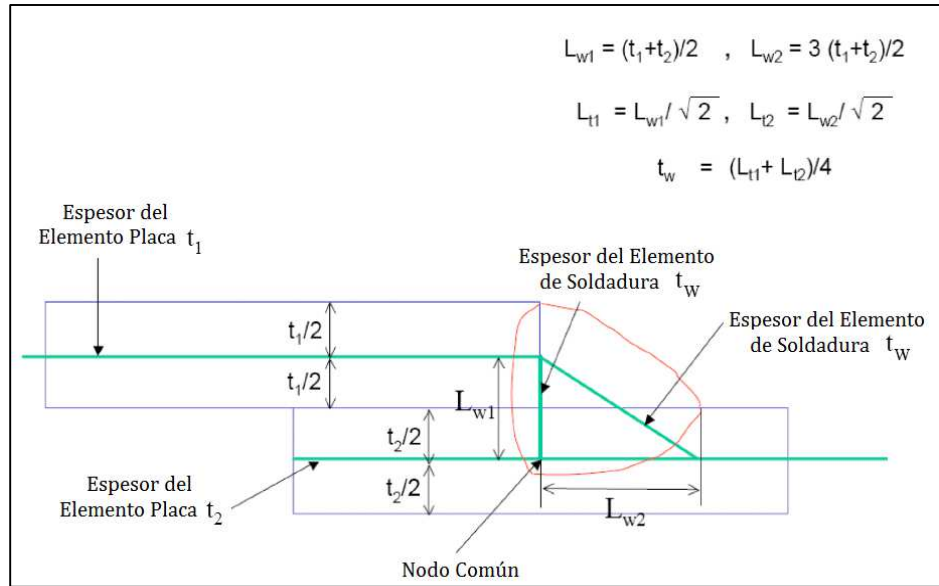 L_w1 = (t_1+t_2)/2 , L_w2 = 3 (t_1+t_2)/2
L_t1 = L_w1/ √2 , L_t2 = L_w2/ √2
t_w = (L_t1+ L_t2)/4
Espesor del
Elemento Placa t_1
Espesor del Elemento
de Soldadura t_w
Espesor del Elemento
de Soldadura t_w
t_1/2
t_1/2
L_w1
t_2/2
t_2/2
Espesor del
Elemento Placa t_2
L_w2
Nodo Común